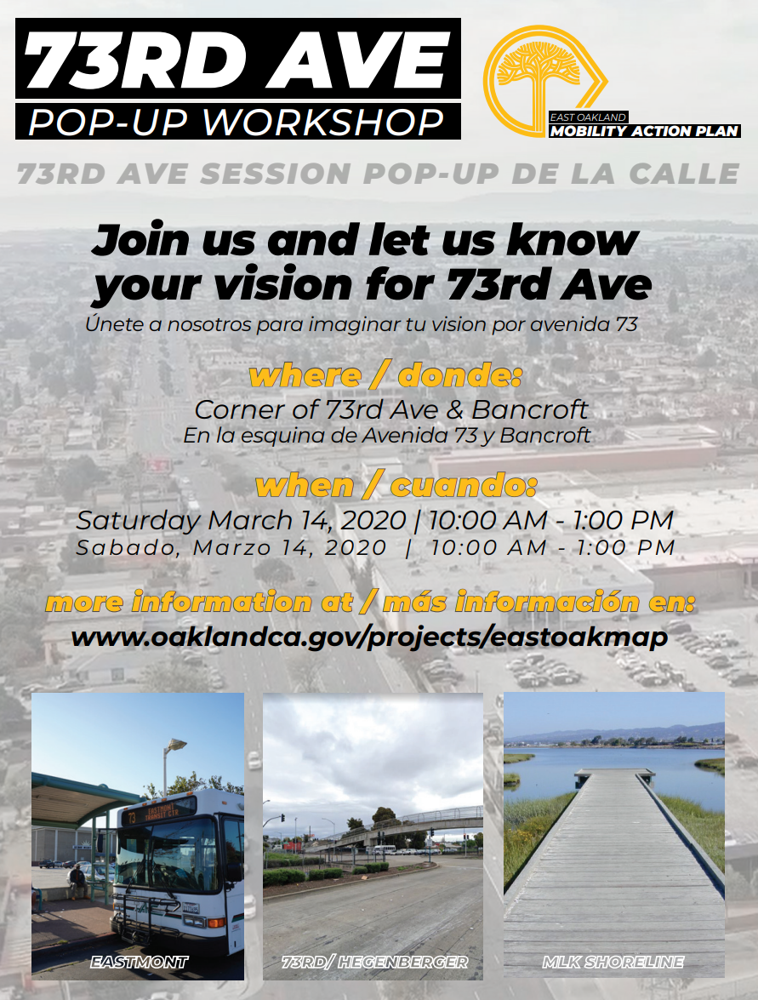 73RD AVE
POP-UP WORKSHOP
EAST OAKLAND
MOBILITY ACTION PLAN
73RD AVE SESSION POP-UP DE LA CALLE
Join us and let us know
your vision for 73rd Ave
Únete a nosotros para imaginar tu vision por avenida 73
where / donde:
Corner of 73rd Ave & Bancroft
En la esquina de Avenida 73 y Bancroft
when / cuando:
Saturday March 14, 2020 | 10:00 AM - 1:00 PM
Sabado, Marzo 14, 2020 | 10:00 AM - 1:00 PM
more information at / más información en:
www.oaklandca.gov/projects/eastoakmap
73 EASTMONT
TRANSIT CTR
EASTMONT
73RD/ HEGENBERGER
MLK SHORELINE